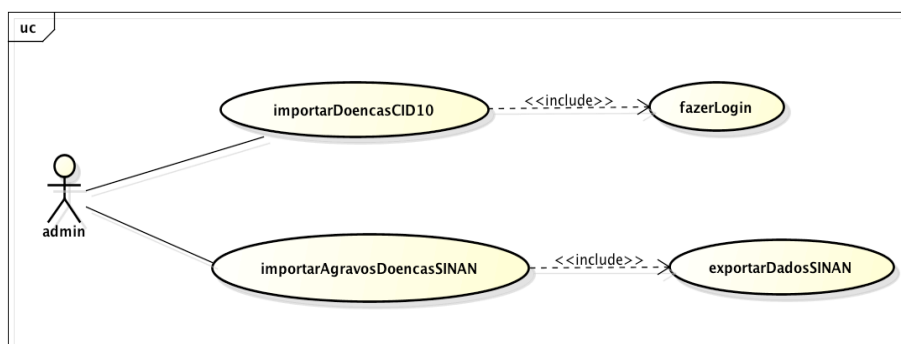 uc
importarDoencasCID10
<<include>>
fazerLogin
admin
importarAgravosDoencasSINAN
<<include>>
exportarDadosSINAN